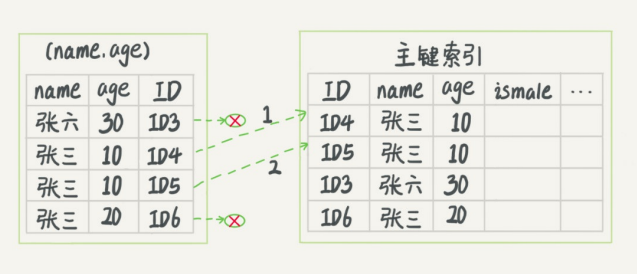 (name,age)
name age ID
张六 30 ID3
张三 10 ID4
张三 10 ID5
张三 20 ID6
1
2
主键索引
ID name age ismale ...
ID4 张三 10
ID5 张三 10
ID3 张六 30
ID6 张三 20